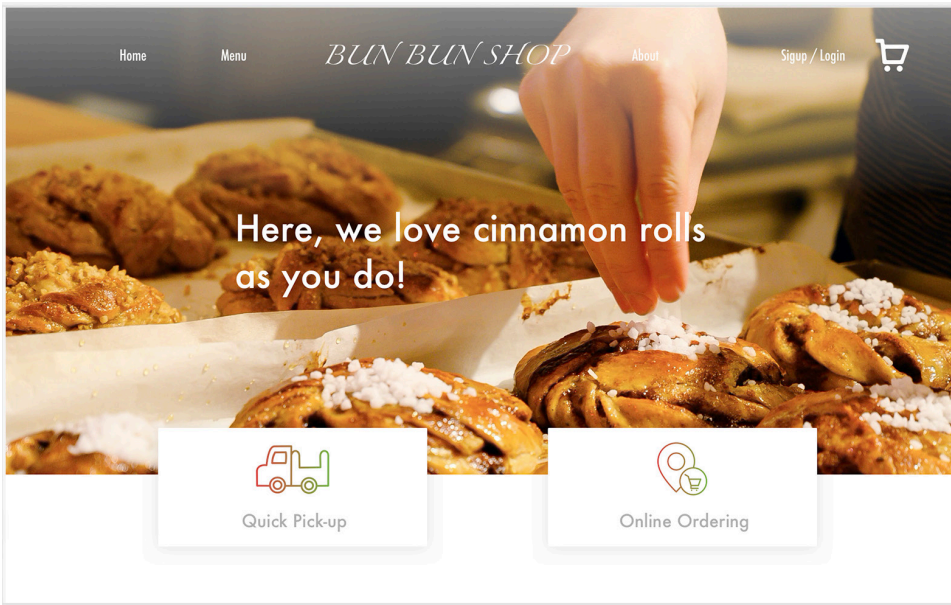 Home
Menu
BUN BUN SHOP
About
Sigup / Login
Here, we love cinnamon rolls
as you do!
Quick Pick-up
Online Ordering